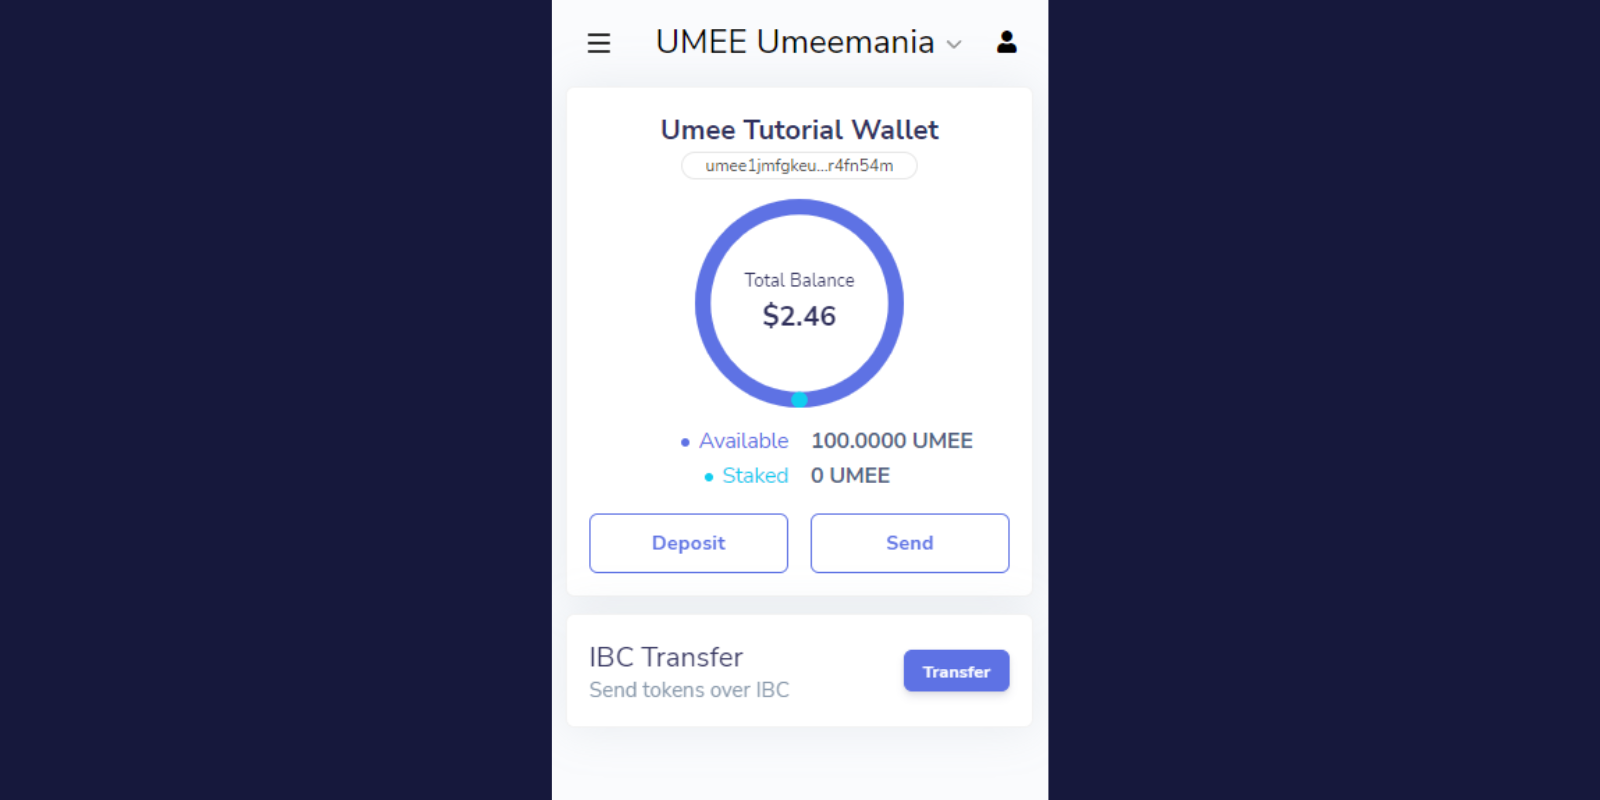 UMEE Umeemania
Umee Tutorial Wallet
umee1jmfgkeu...r4fn54m
Total Balance
$2.46
Available 100.0000 UMEE
Staked 0 UMEE
Deposit Send
IBC Transfer
Send tokens over IBC
Transfer